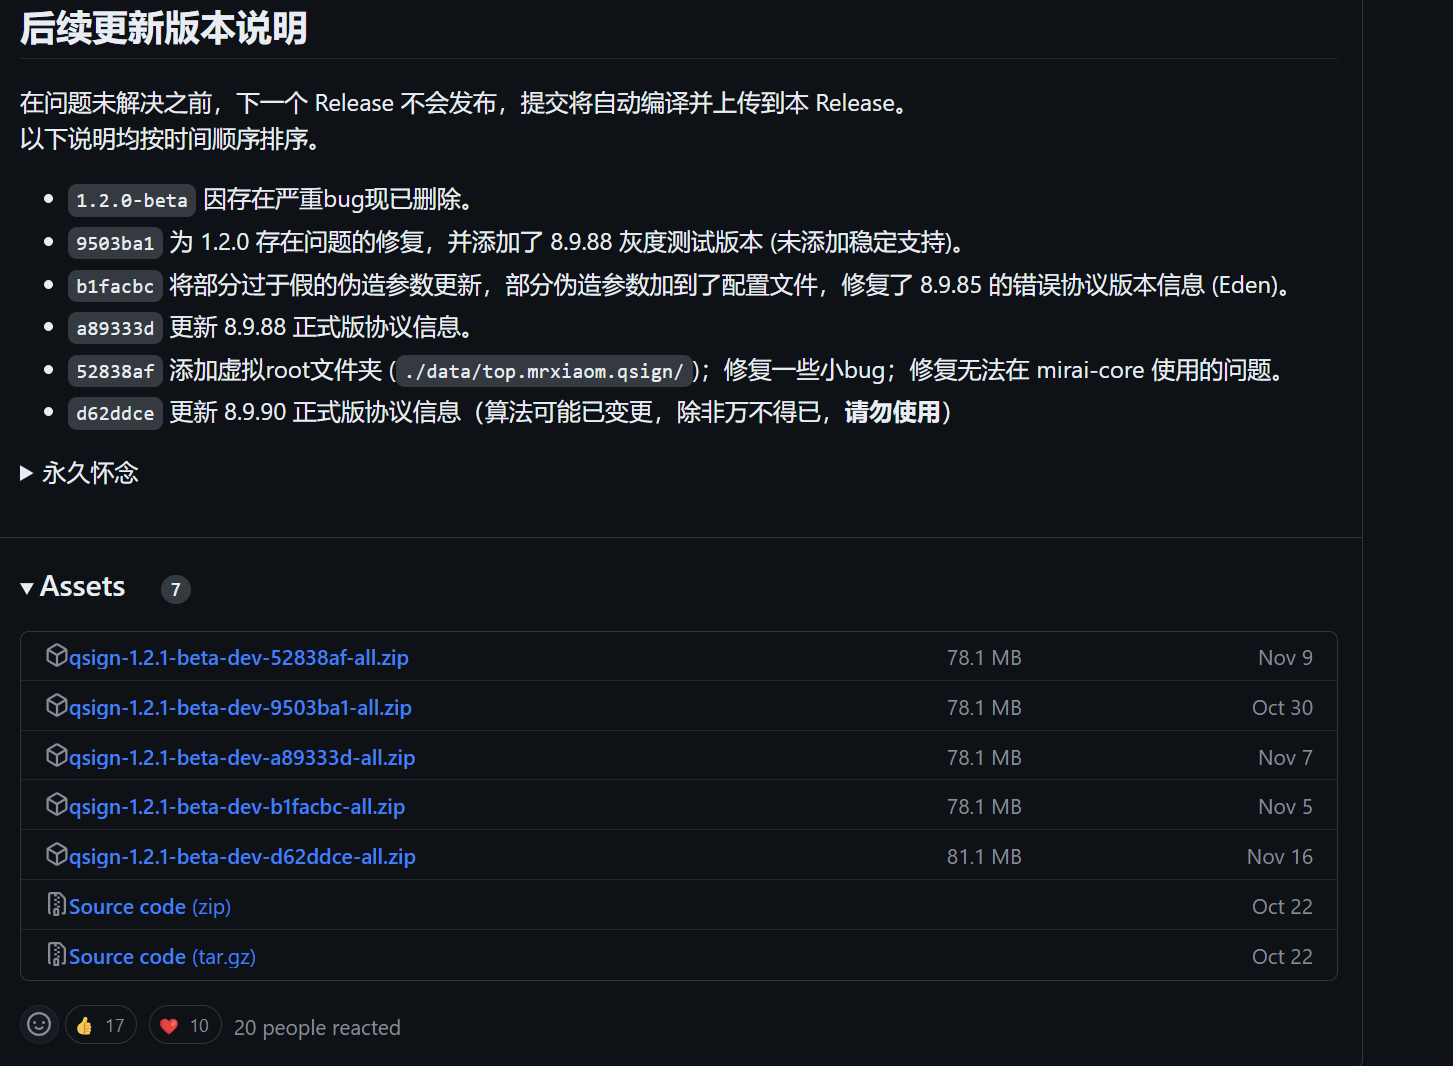 后续更新版本说明
在问题未解决之前，下一个 Release 不会发布，提交将自动编译并上传到本 Release。
以下说明均按时间顺序排序。
1.2.0-beta 因存在严重bug现已删除。
9503ba1 为 1.2.0 存在问题的修复，并添加了 8.9.88 灰度测试版本 (未添加稳定支持)。
b1facbc 将部分过于假的伪造参数更新，部分伪造参数加到了配置文件，修复了 8.9.85 的错误协议版本信息 (Eden)。
a89333d 更新 8.9.88 正式版协议信息。
52838af 添加虚拟root文件夹 (./data/top.mrxiaom.qsign/)；修复一些小bug；修复无法在 mirai-core 使用的问题。
d62ddce 更新 8.9.90 正式版协议信息（算法可能已变更，除非万不得已，请勿使用）
永久怀念
Assets 7
qsign-1.2.1-beta-dev-52838af-all.zip 78.1 MB Nov 9
qsign-1.2.1-beta-dev-9503ba1-all.zip 78.1 MB Oct 30
qsign-1.2.1-beta-dev-a89333d-all.zip 78.1 MB Nov 7
qsign-1.2.1-beta-dev-b1facbc-all.zip 78.1 MB Nov 5
qsign-1.2.1-beta-dev-d62ddce-all.zip 81.1 MB Nov 16
Source code (zip) Oct 22
Source code (tar.gz) Oct 22
17 10 20 people reacted